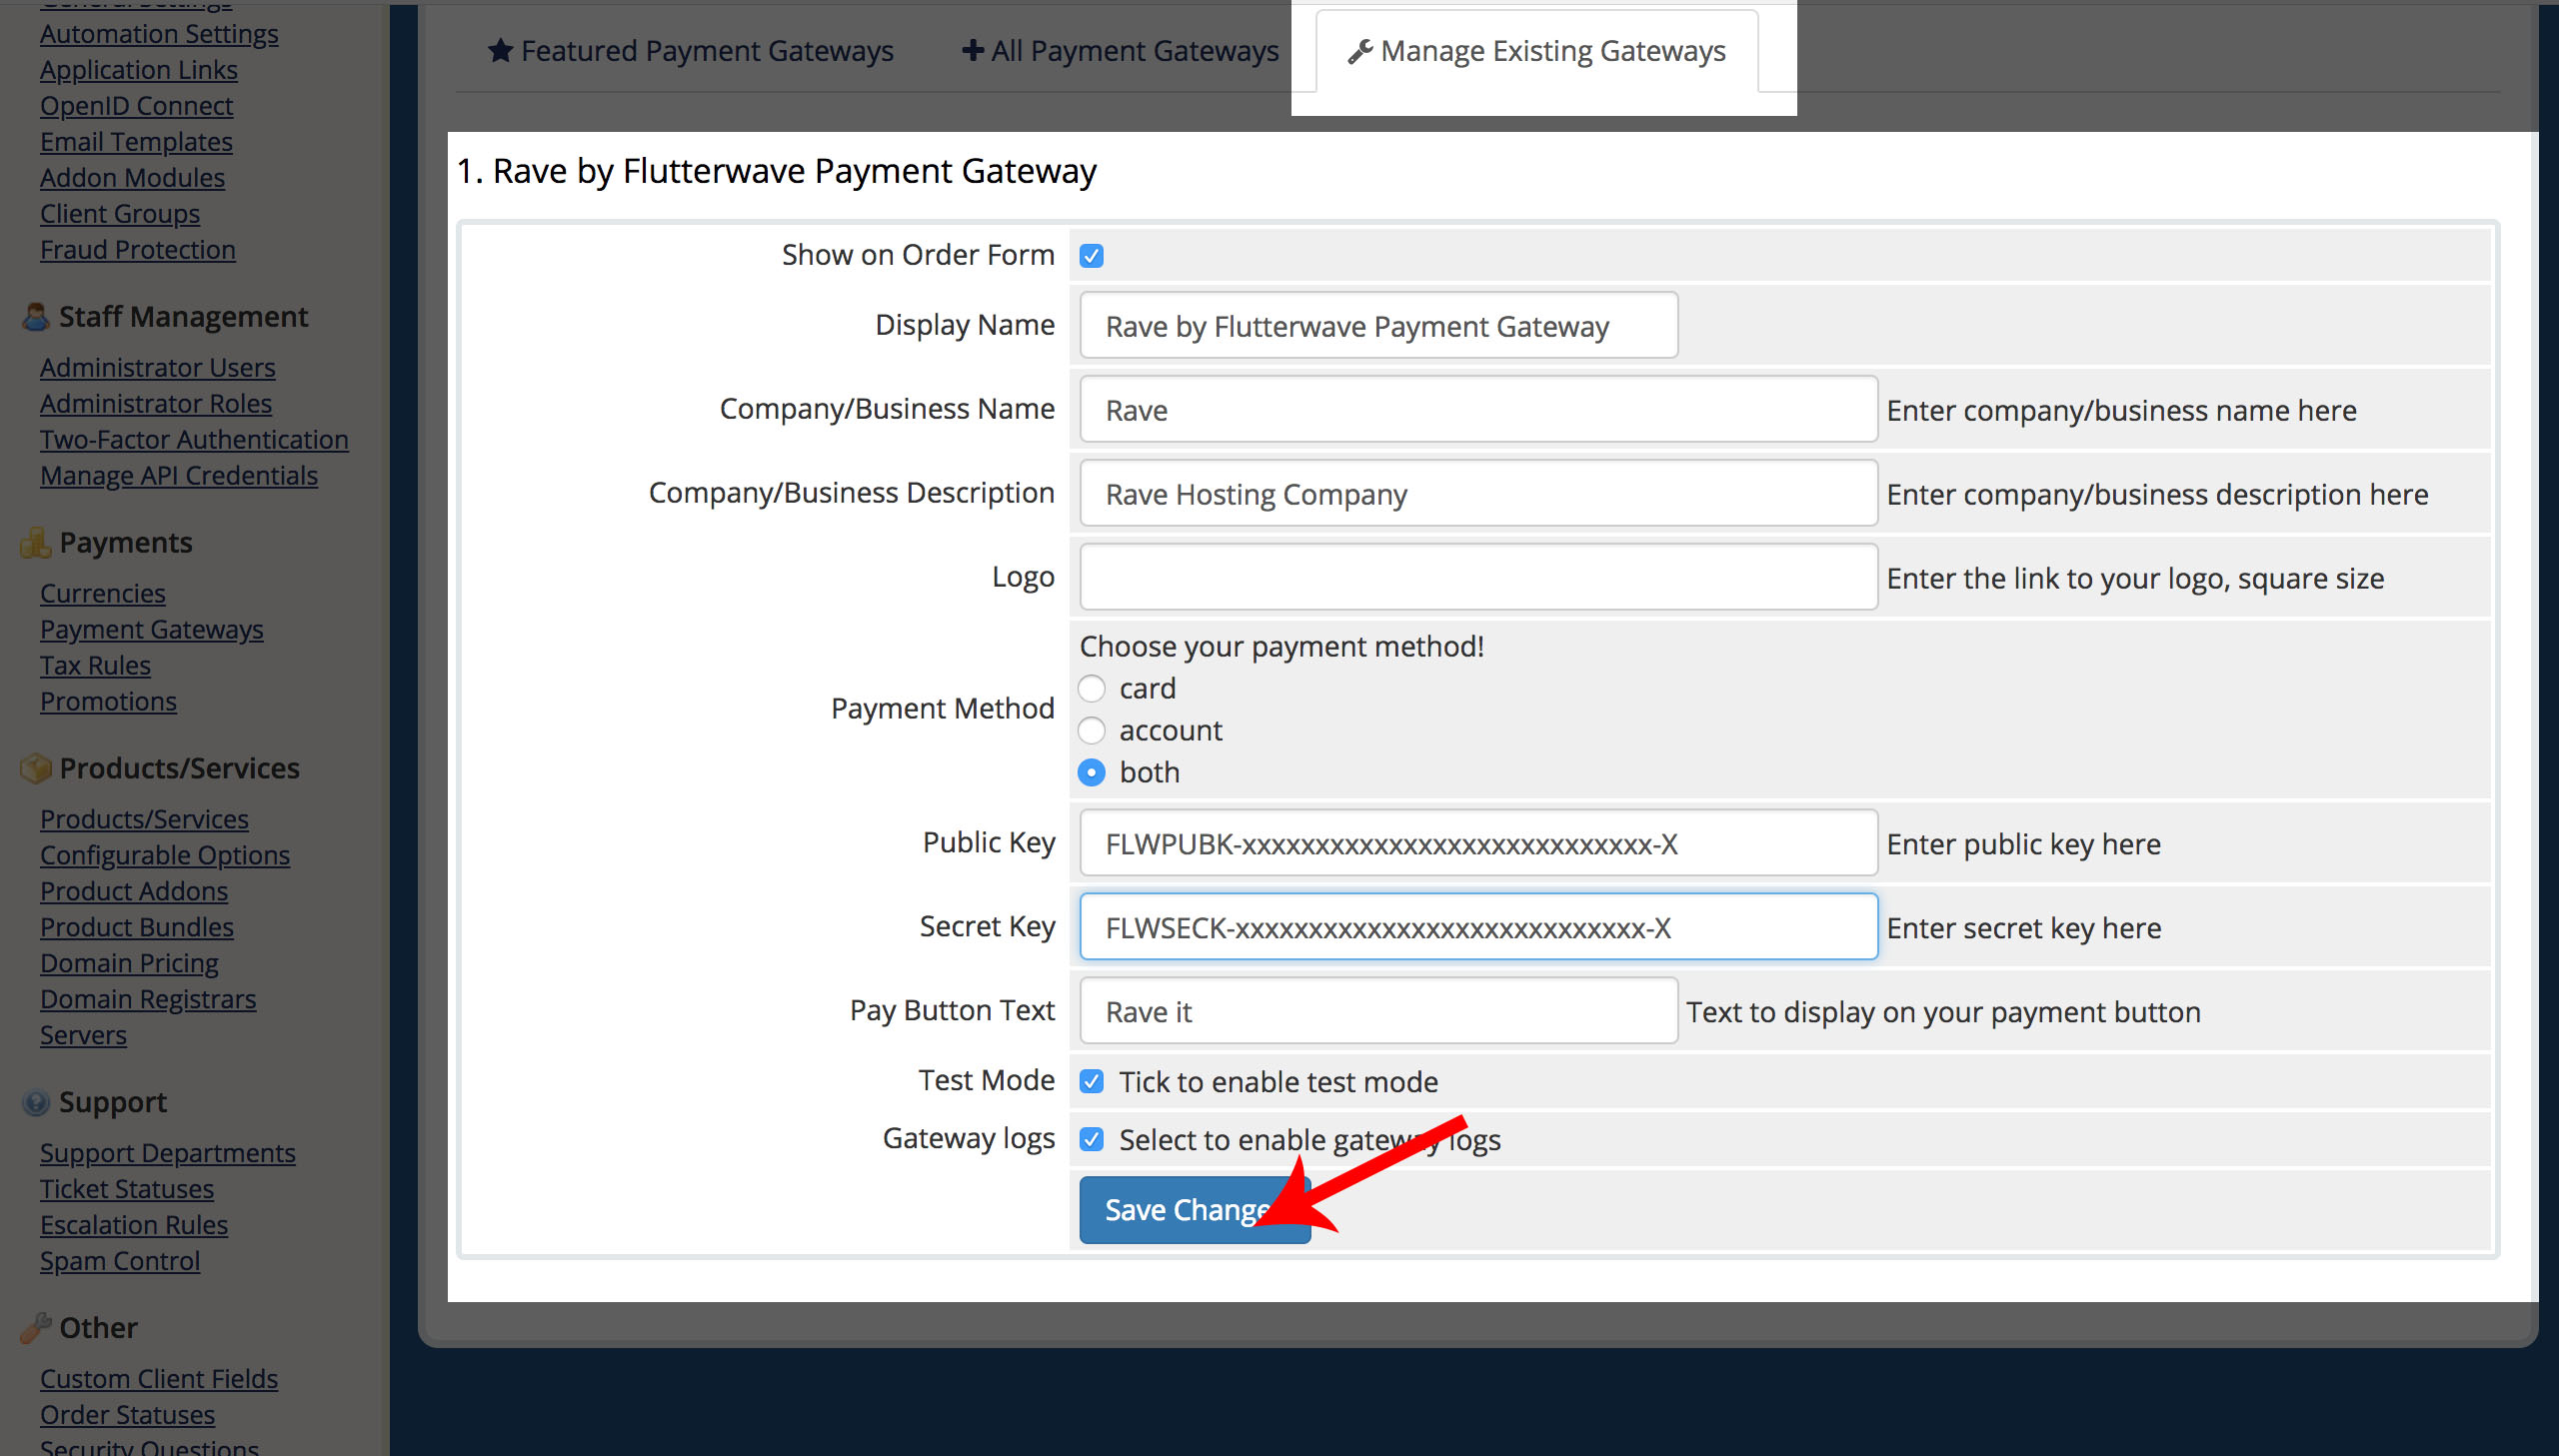 General Settings
Automation Settings
Application Links
OpenID Connect
Email Templates
Addon Modules
Client Groups
Fraud Protection
Staff Management
Administrator Users
Administrator Roles
Two-Factor Authentication
Manage API Credentials
Payments
Currencies
Payment Gateways
Tax Rules
Promotions
Products/Services
Products/Services
Configurable Options
Product Addons
Product Bundles
Domain Pricing
Domain Registrars
Servers
Support
Support Departments
Ticket Statuses
Escalation Rules
Spam Control
Other
Custom Client Fields
Order Statuses
Security Questions
Featured Payment Gateways
All Payment Gateways
Manage Existing Gateways
1. Rave by Flutterwave Payment Gateway
Show on Order Form
Display Name Rave by Flutterwave Payment Gateway
Company/Business Name Rave Enter company/business name here
Company/Business Description Rave Hosting Company Enter company/business description here
Logo Enter the link to your logo, square size
Choose your payment method!
Payment Method
card
account
both
Public Key FLWPUBK-xxxxxxxxxxxxxxxxxxxxxxxxxxxx-X Enter public key here
Secret Key FLWSECK-xxxxxxxxxxxxxxxxxxxxxxxxxxxx-X Enter secret key here
Pay Button Text Rave it Text to display on your payment button
Test Mode Tick to enable test mode
Gateway logs Select to enable gateway logs
Save Change